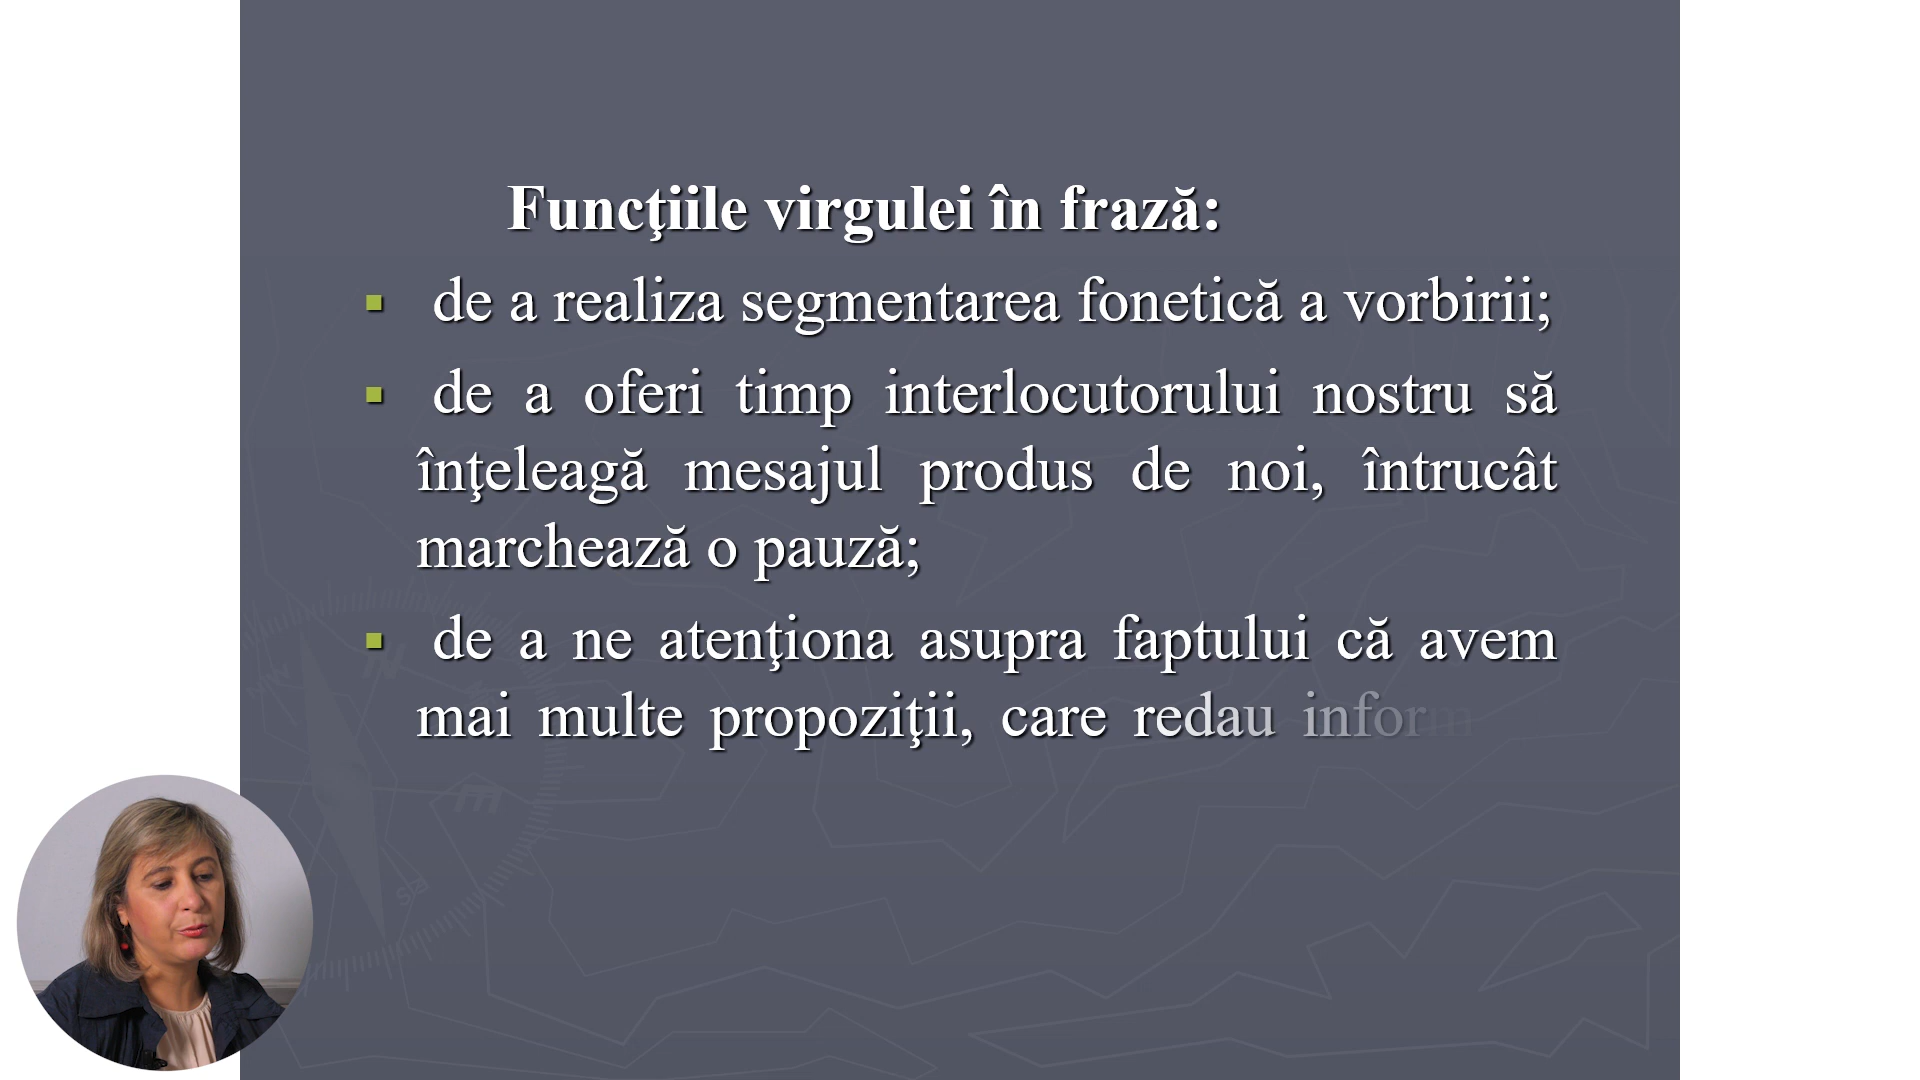 Funcţiile virgulei în frază:
de a realiza segmentarea fonetică a vorbirii;
de a oferi timp interlocutorului nostru să
înţeleagă mesajul produs de noi, întrucât
marchează o pauză;
de a ne atenţiona asupra faptului că avem
mai multe propoziţii, care redau inform